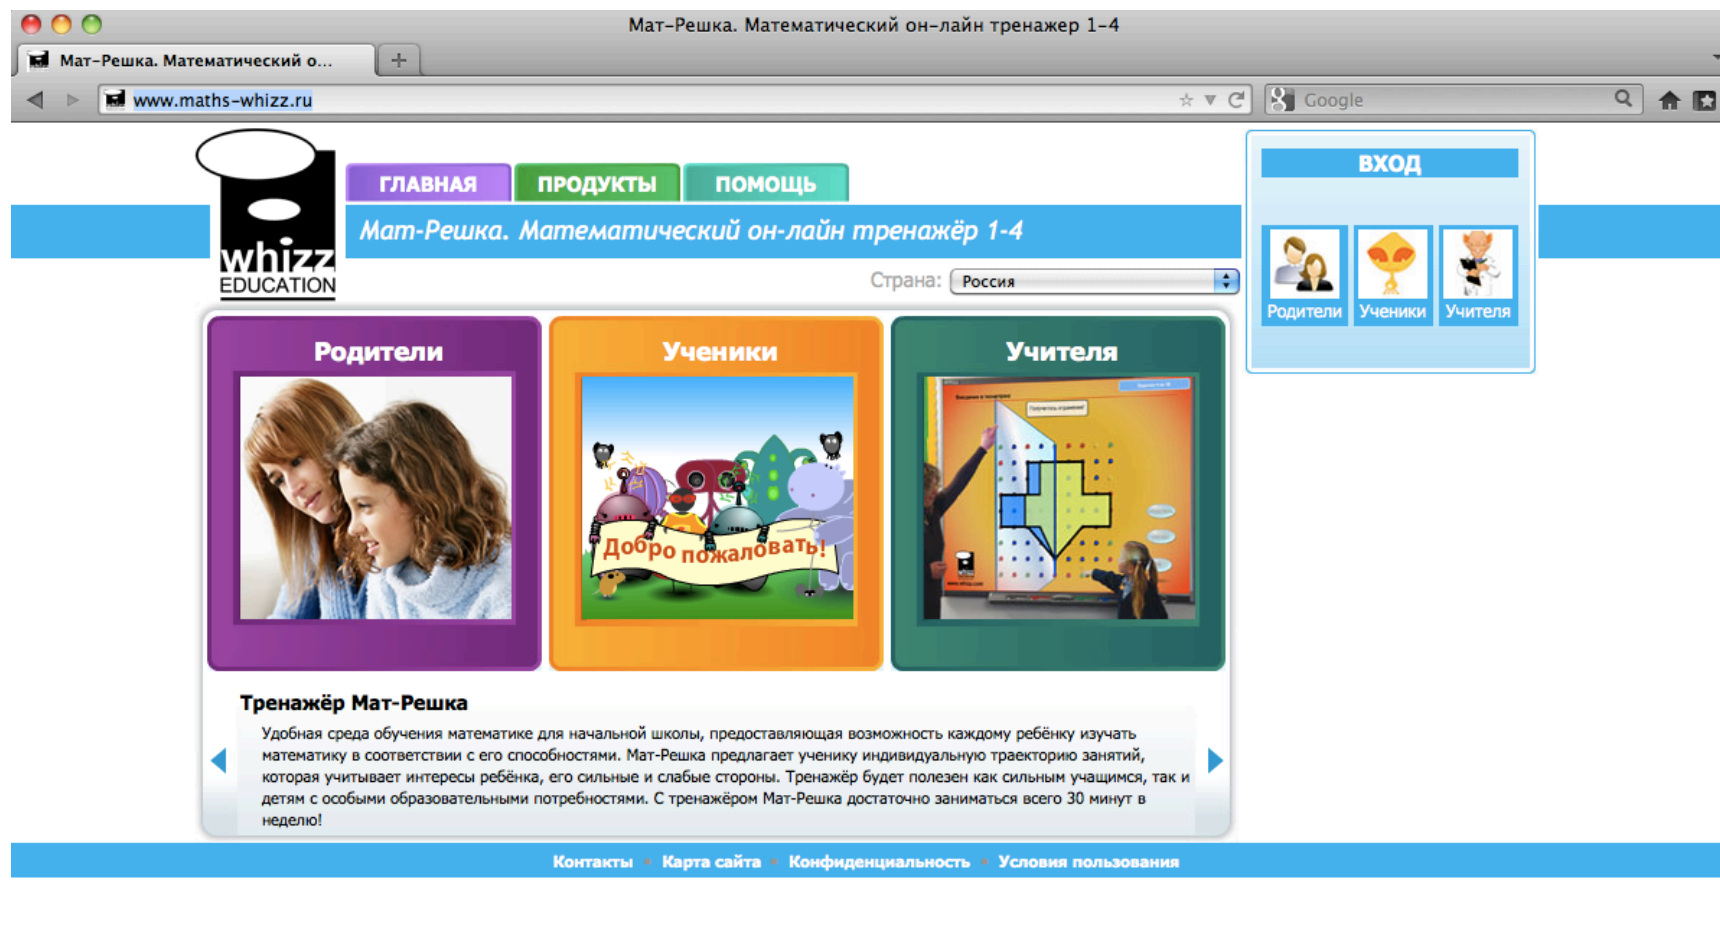 Мат-Решка. Математический он-лайн тренажер 1-4
Мат-Решка. Математический о...
www.maths-whizz.ru
Google
whizz
EDUCATION
ГЛАВНАЯ
ПРОДУКТЫ
ПОМОЩЬ
Мат-Решка. Математический он-лайн тренажёр 1-4
Страна: Россия
ВХОД
Родители Ученики Учителя
Родители
Ученики
Добро пожаловать!
Учителя
Тренажёр Мат-Решка
Удобная среда обучения математике для начальной школы, предоставляющая возможность каждому ребёнку изучать
математику в соответствии с его способностями. Мат-Решка предлагает ученику индивидуальную траекторию занятий,
которая учитывает интересы ребёнка, его сильные и слабые стороны. Тренажёр будет полезен как сильным учащимся, так и
детям с особыми образовательными потребностями. С тренажёром Мат-Решка достаточно заниматься всего 30 минут в
неделю!
Контакты Карта сайта Конфиденциальность Условия пользования